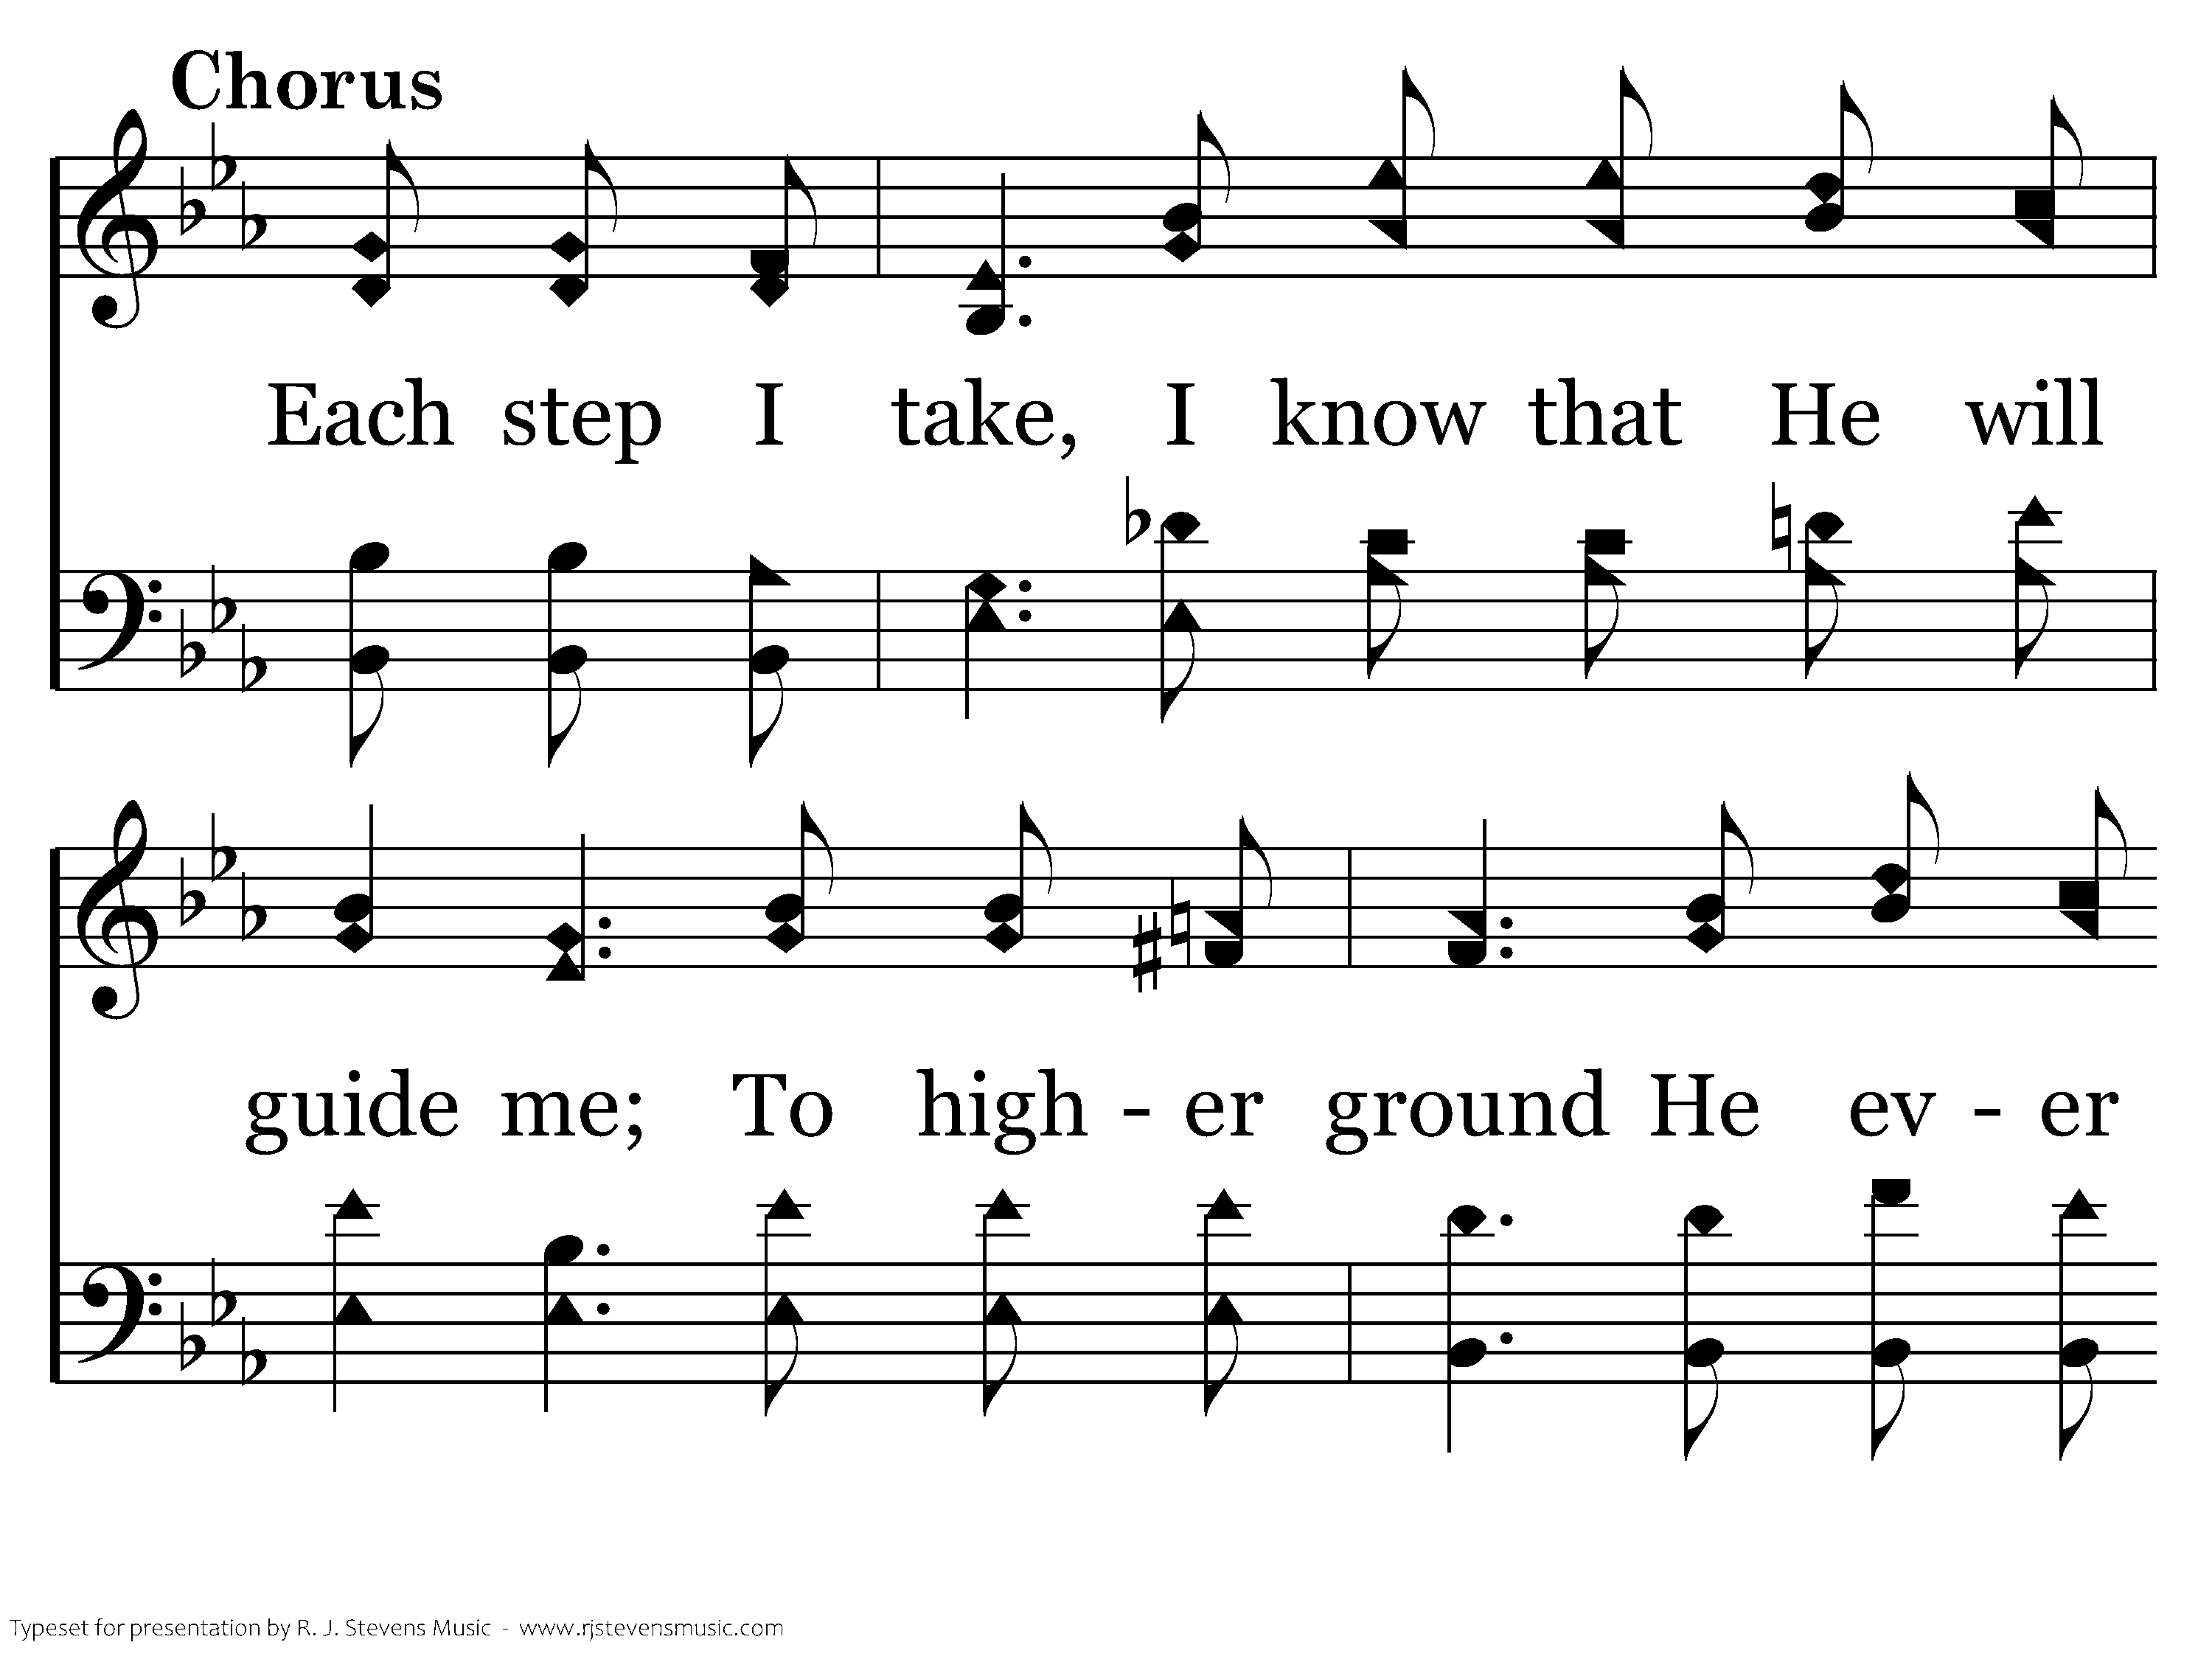 Chorus
Each step I take, I know that He will
guide me; To high - er ground He ev - er
Typeset for presentation by R. J. Stevens Music - www.rjstevensmusic.com